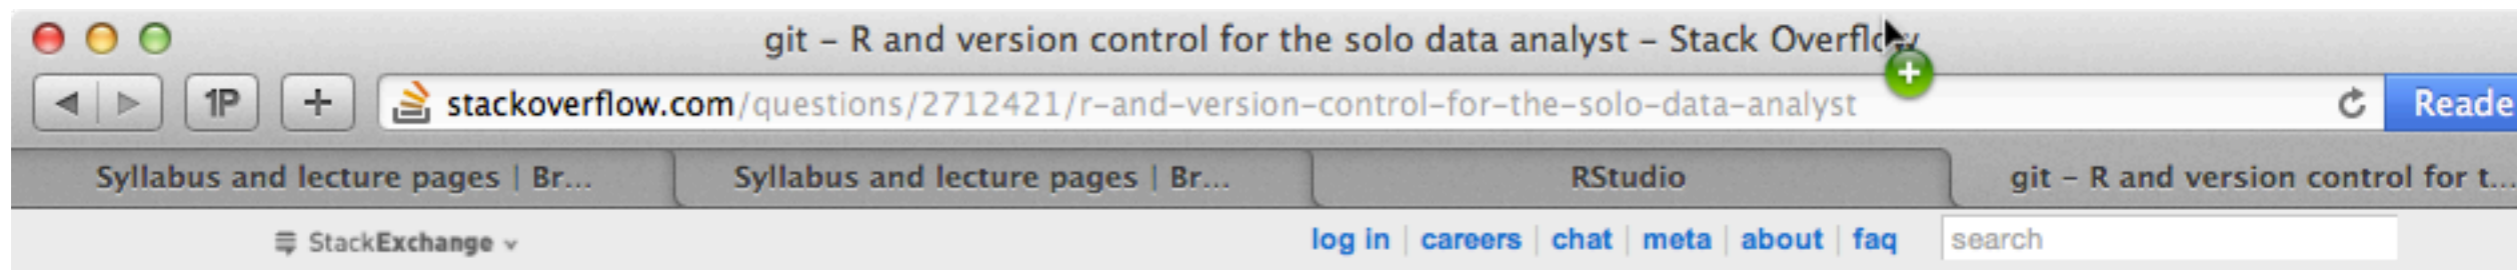 git – R and version control for the solo data analyst – Stack Overflow
1P + stackoverflow.com/questions/2712421/r-and-version-control-for-the-solo-data-analyst Reade
Syllabus and lecture pages | Br... Syllabus and lecture pages | Br... RStudio git – R and version control for t...
StackExchange log in | careers | chat | meta | about | faq search